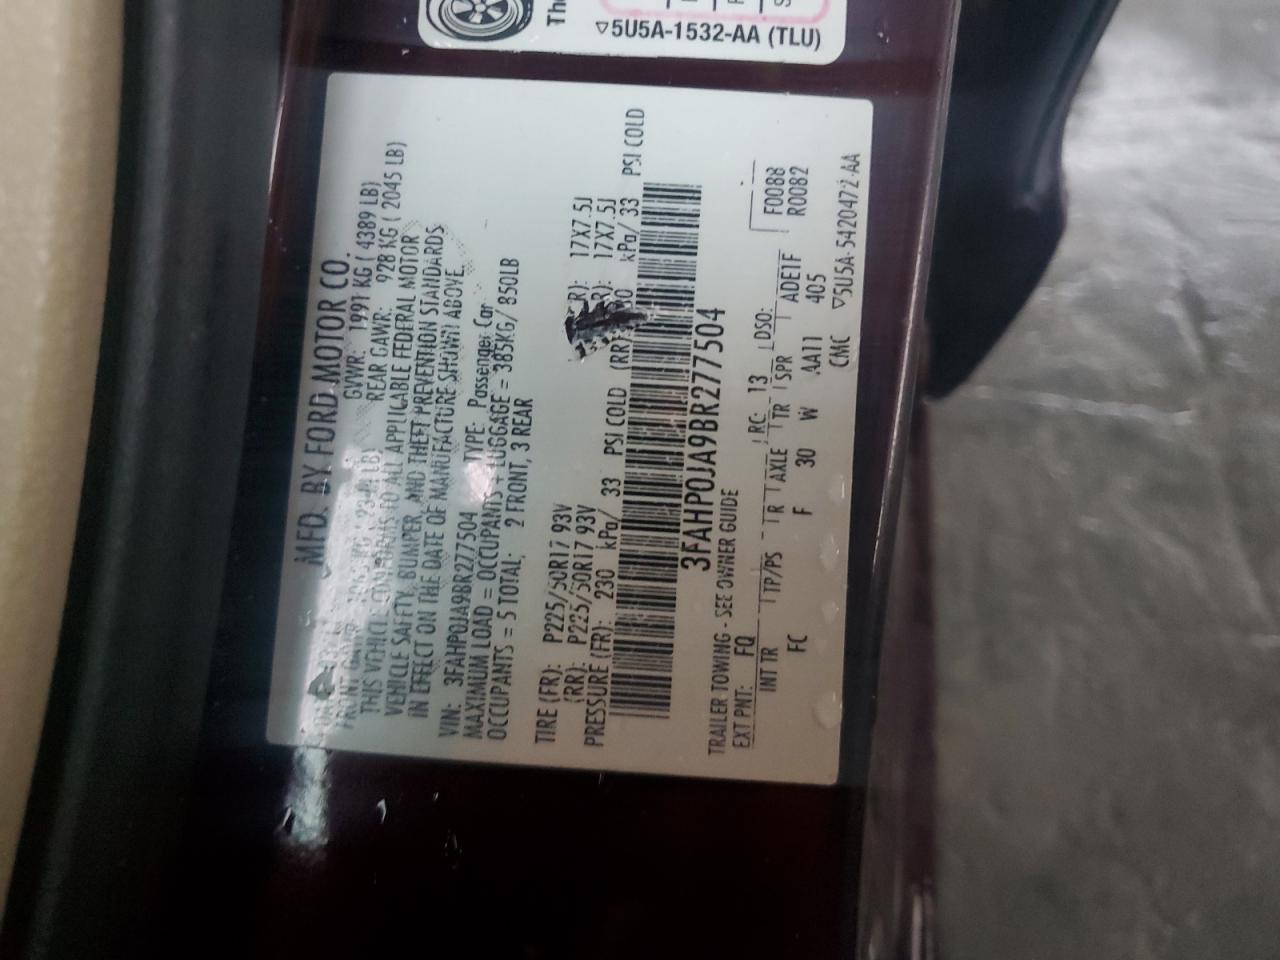 Th
▽5U5A-1532-AA (TLU)
MFD. BY FORD MOTOR CO.
GVWR: 1991 KG ( 4389 LB)
FRONT GAWR:
REAR GAWR: 928 KG ( 2045 LB)
THIS VEHICLE CONFORMS TO ALL APPLICABLE FEDERAL MOTOR
VEHICLE SAFETY, BUMPER, AND THEFT PREVENTION STANDARDS
IN EFFECT ON THE DATE OF MANUFACTURE SHOWN ABOVE.
VIN: 3FAHP0JA9BR277504 TYPE: Passenger Car
MAXIMUM LOAD = OCCUPANTS + LUGGAGE = 385KG/ 850LB
OCCUPANTS = 5 TOTAL; 2 FRONT, 3 REAR
TIRE (FR): P225/50R17 93V R): 17X7.5J
(RR): P225/50R17 93V R): 17X7.5J
PRESSURE (FR): 230 kPa/ 33 PSI COLD (RR) kPa/ 33 PSI COLD
3FAHP0JA9BR277504
TRAILER TOWING - SEE OWNER GUIDE
EXT PNT: FQ RC: 13 DSO: F0088
R0082
INT TR TP/PS R AXLE TR SPR ADE1F
FC F 30 W AA11 405
CMC ▽5U5A-5420472-AA